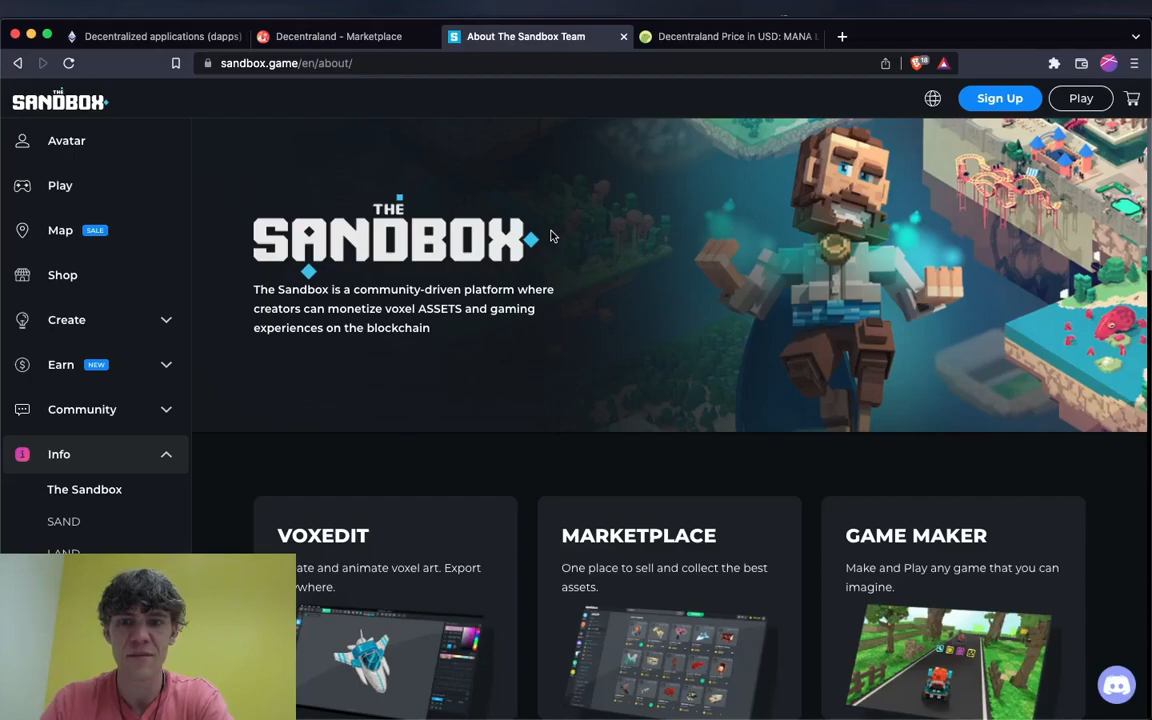 Decentralized applications (dapps)
Decentraland - Marketplace
About The Sandbox Team
Decentraland Price in USD: MANA
sandbox.game/en/about/
18
THE
SANDBOX
Sign Up
Play
Avatar
Play
Map
SALE
Shop
Create
Earn
NEW
Community
Info
The Sandbox
SAND
LAND
THE
SANDBOX
The Sandbox is a community-driven platform where
creators can monetize voxel ASSETS and gaming
experiences on the blockchain
VOXEDIT
ate and animate voxel art. Export
where.
MARKETPLACE
One place to sell and collect the best
assets.
GAME MAKER
Make and Play any game that you can
imagine.